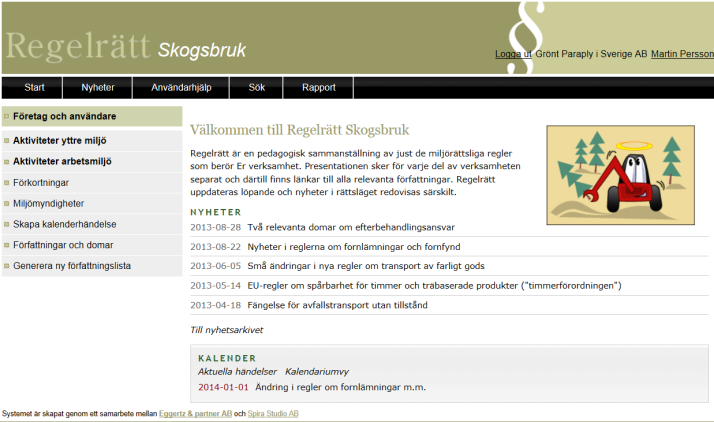 Regelrätt Skogsbruk
§
Logga ut Grönt Paraply i Sverige AB Martin Persson
Start Nyheter Användarhjälp Sök Rapport
Företag och användare
Aktiviteter yttre miljö
Aktiviteter arbetsmiljö
Förkortningar
Miljömyndigheter
Skapa kalenderhändelse
Författningar och domar
Generera ny författningslista
Välkommen till Regelrätt Skogsbruk
Regelrätt är en pedagogisk sammanställning av just de miljörättsliga regler
som berör Er verksamhet. Presentationen sker för varje del av verksamheten
separat och därtill finns länkar till alla relevanta författningar. Regelrätt
uppdateras löpande och nyheter i rättsläget redovisas särskilt.
NYHETER
2013-08-28 Två relevanta domar om efterbehandlingsansvar
2013-08-22 Nyheter i reglerna om fornlämningar och fornfynd
2013-06-05 Små ändringar i nya regler om transport av farligt gods
2013-05-14 EU-regler om spårbarhet för timmer och träbaserade produkter ("timmerförordningen")
2013-04-18 Fängelse för avfallstransport utan tillstånd
Till nyhetsarkivet
KALENDER
Aktuella händelser Kalendariumvy
2014-01-01 Ändring i regler om fornlämningar m.m.
Systemet är skapat genom ett samarbete mellan Eggertz & partner AB och Spira Studio AB